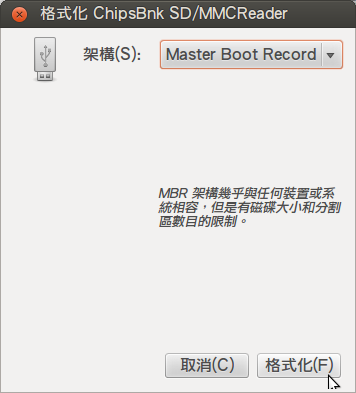 格式化 ChipsBnk SD/MMCReader
架構(S): Master Boot Record
MBR 架構幾乎與任何裝置或系
統相容，但是有磁碟大小和分割
區數目的限制。
取消(C) 格式化(F)